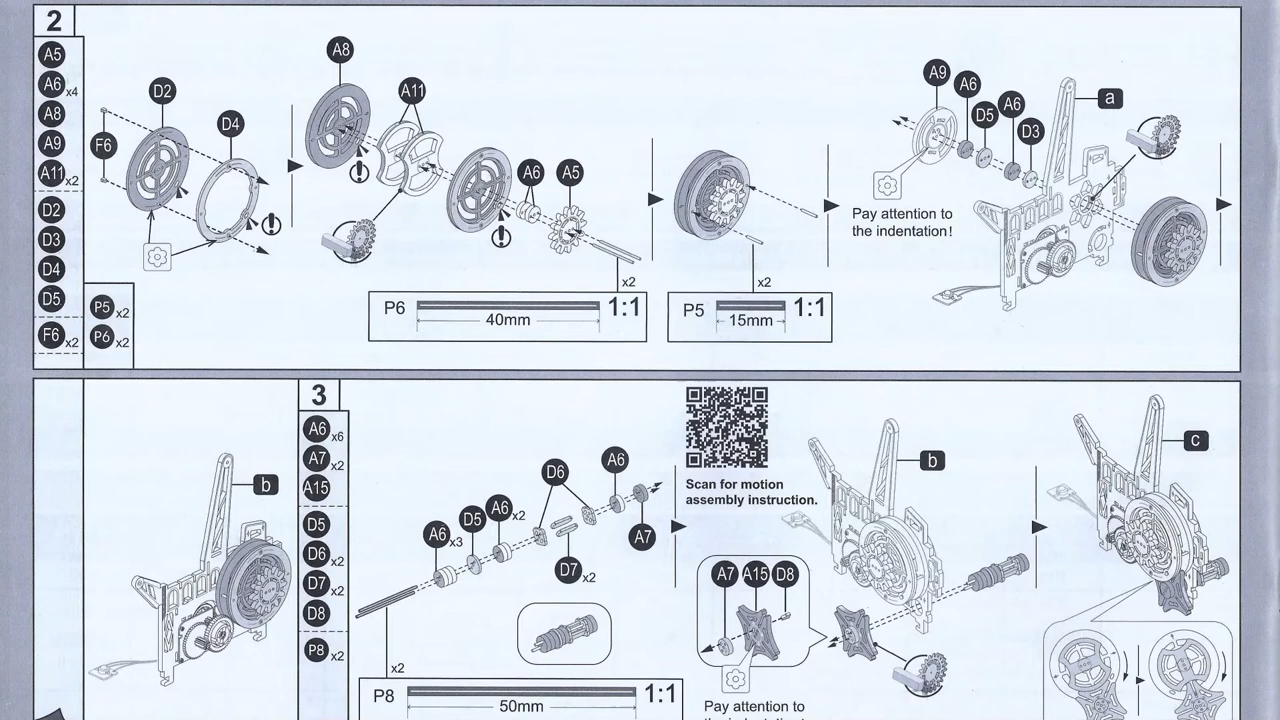 2
A5
A6 x4
A8
A9
A11 x2
D2
D3
D4
D5
F6 x2
P5 x2
P6 x2
F6
D2
D4
A8
A11
A6
A5
x2
P6 40mm 1:1
x2
P5 15mm 1:1
A9
A6
D5
A6
D3
a
Pay attention to
the indentation!
b
3
A6 x6
A7 x2
A15
D5
D6 x2
D7 x2
D8
P8 x2
A6 x3
D5
A6 x2
D6
A6
A7
D7 x2
x2
P8 50mm 1:1
Scan for motion
assembly instruction.
b
A7 A15 D8
Pay attention to
c